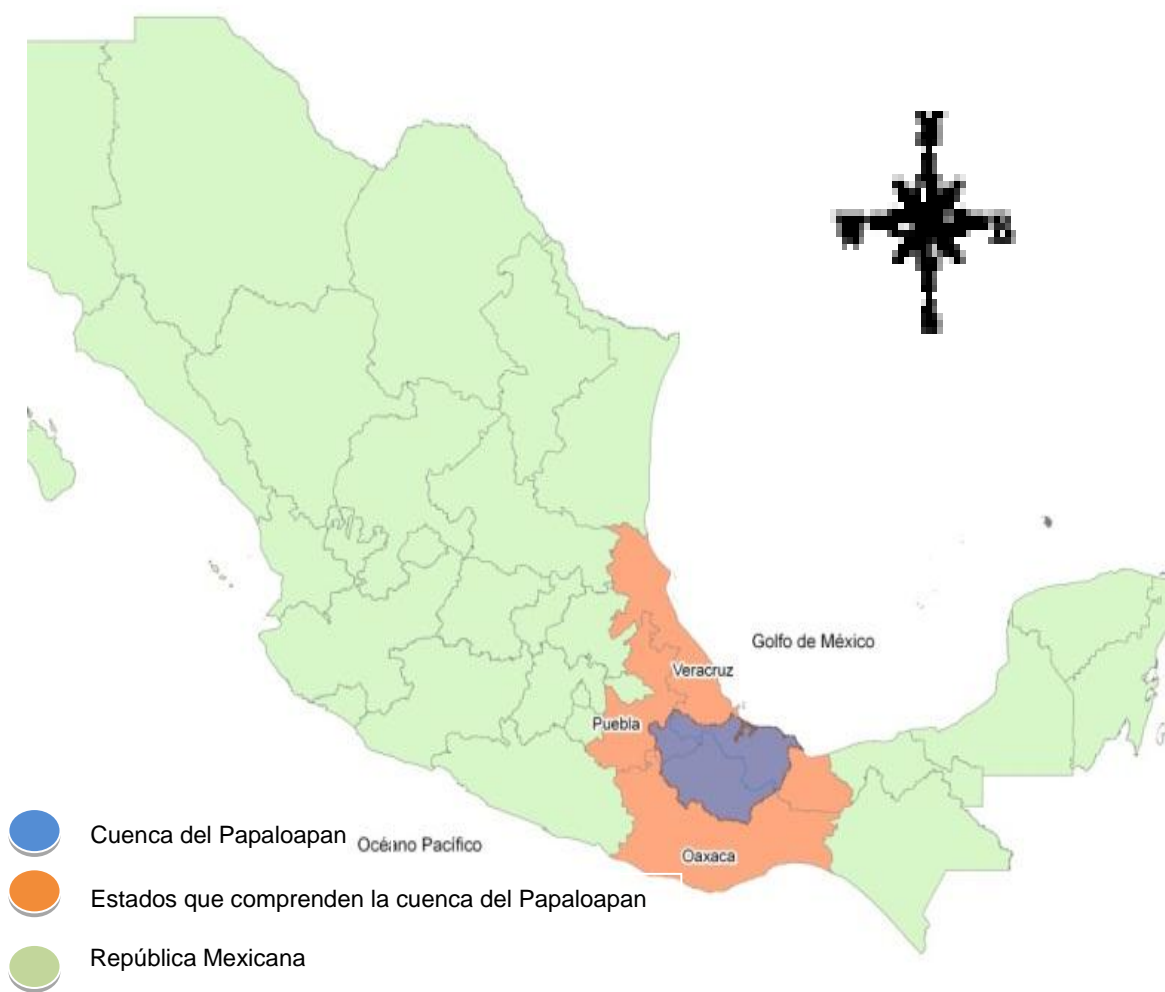 Golfo de México
Veracruz
Puebla
Oaxaca
Océano Pacífico
Cuenca del Papaloapan
Estados que comprenden la cuenca del Papaloapan
República Mexicana